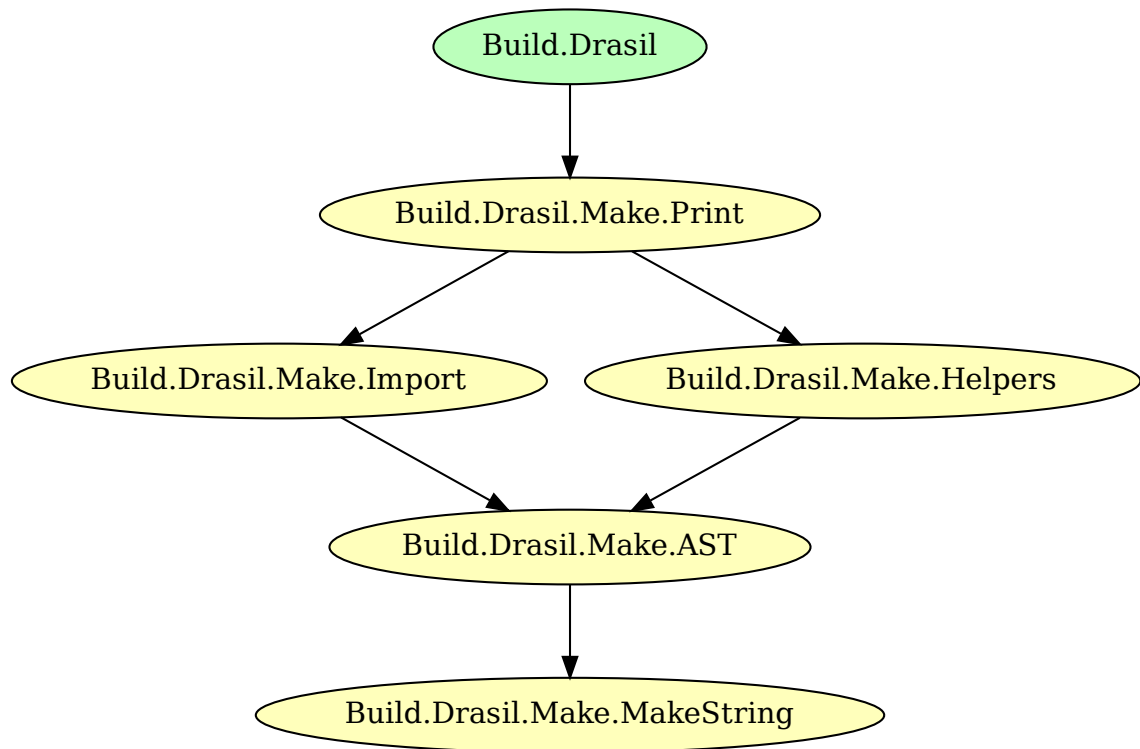 Build.Drasil
Build.Drasil.Make.Print
Build.Drasil.Make.Import
Build.Drasil.Make.Helpers
Build.Drasil.Make.AST
Build.Drasil.Make.MakeString